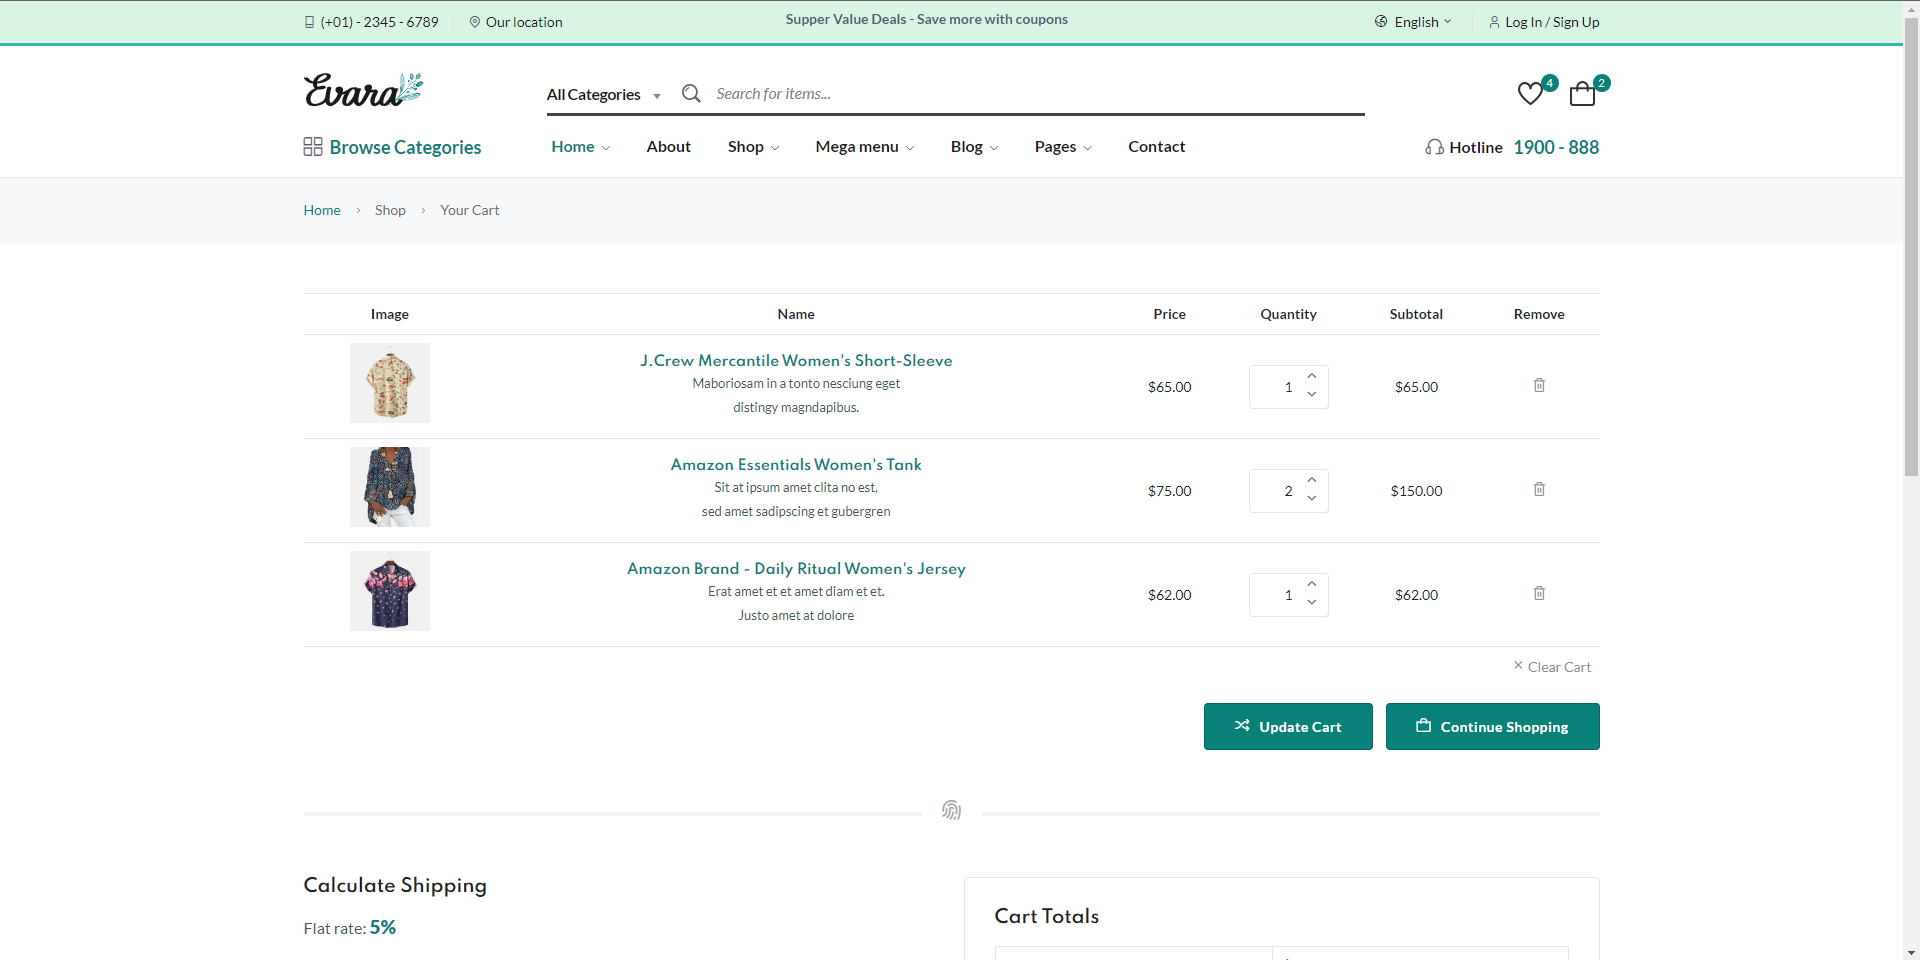 (+01) - 2345 - 6789 Our location Supper Value Deals - Save more with coupons English Log In / Sign Up
Evara All Categories Search for items... 4 2
Browse Categories Home About Shop Mega menu Blog Pages Contact Hotline 1900 - 888
Home Shop Your Cart
Image Name Price Quantity Subtotal Remove
J.Crew Mercantile Women's Short-Sleeve
Maboriosam in a tonto nesciung eget
distingy magndapibus.
$65.00 1 $65.00
Amazon Essentials Women's Tank
Sit at ipsum amet clita no est,
sed amet sadipscing et gubergren
$75.00 2 $150.00
Amazon Brand - Daily Ritual Women's Jersey
Erat amet et et amet diam et et.
Justo amet at dolore
$62.00 1 $62.00
Clear Cart
Update Cart Continue Shopping
Calculate Shipping
Flat rate: 5%
Cart Totals